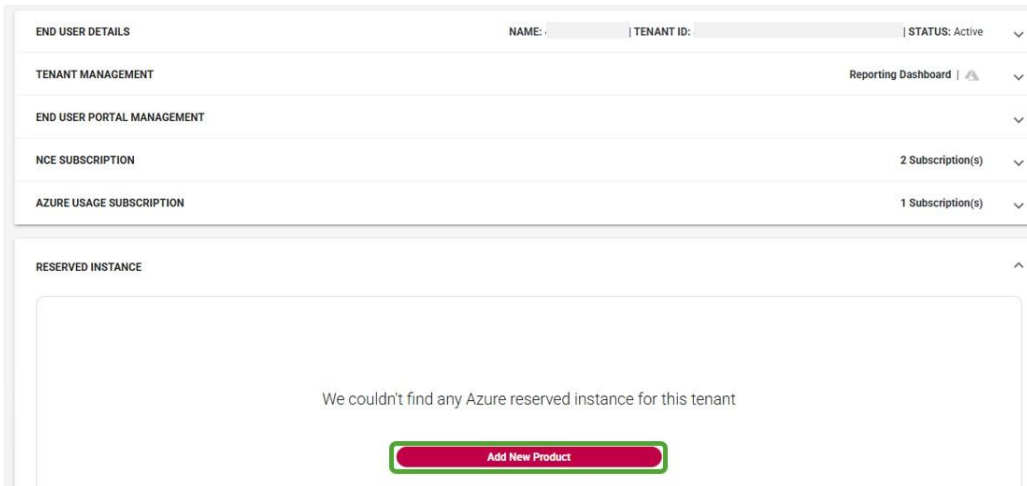 END USER DETAILS NAME: | TENANT ID: | STATUS: Active
TENANT MANAGEMENT Reporting Dashboard |
END USER PORTAL MANAGEMENT
NCE SUBSCRIPTION 2 Subscription(s)
AZURE USAGE SUBSCRIPTION 1 Subscription(s)
RESERVED INSTANCE
We couldn't find any Azure reserved instance for this tenant
Add New Product